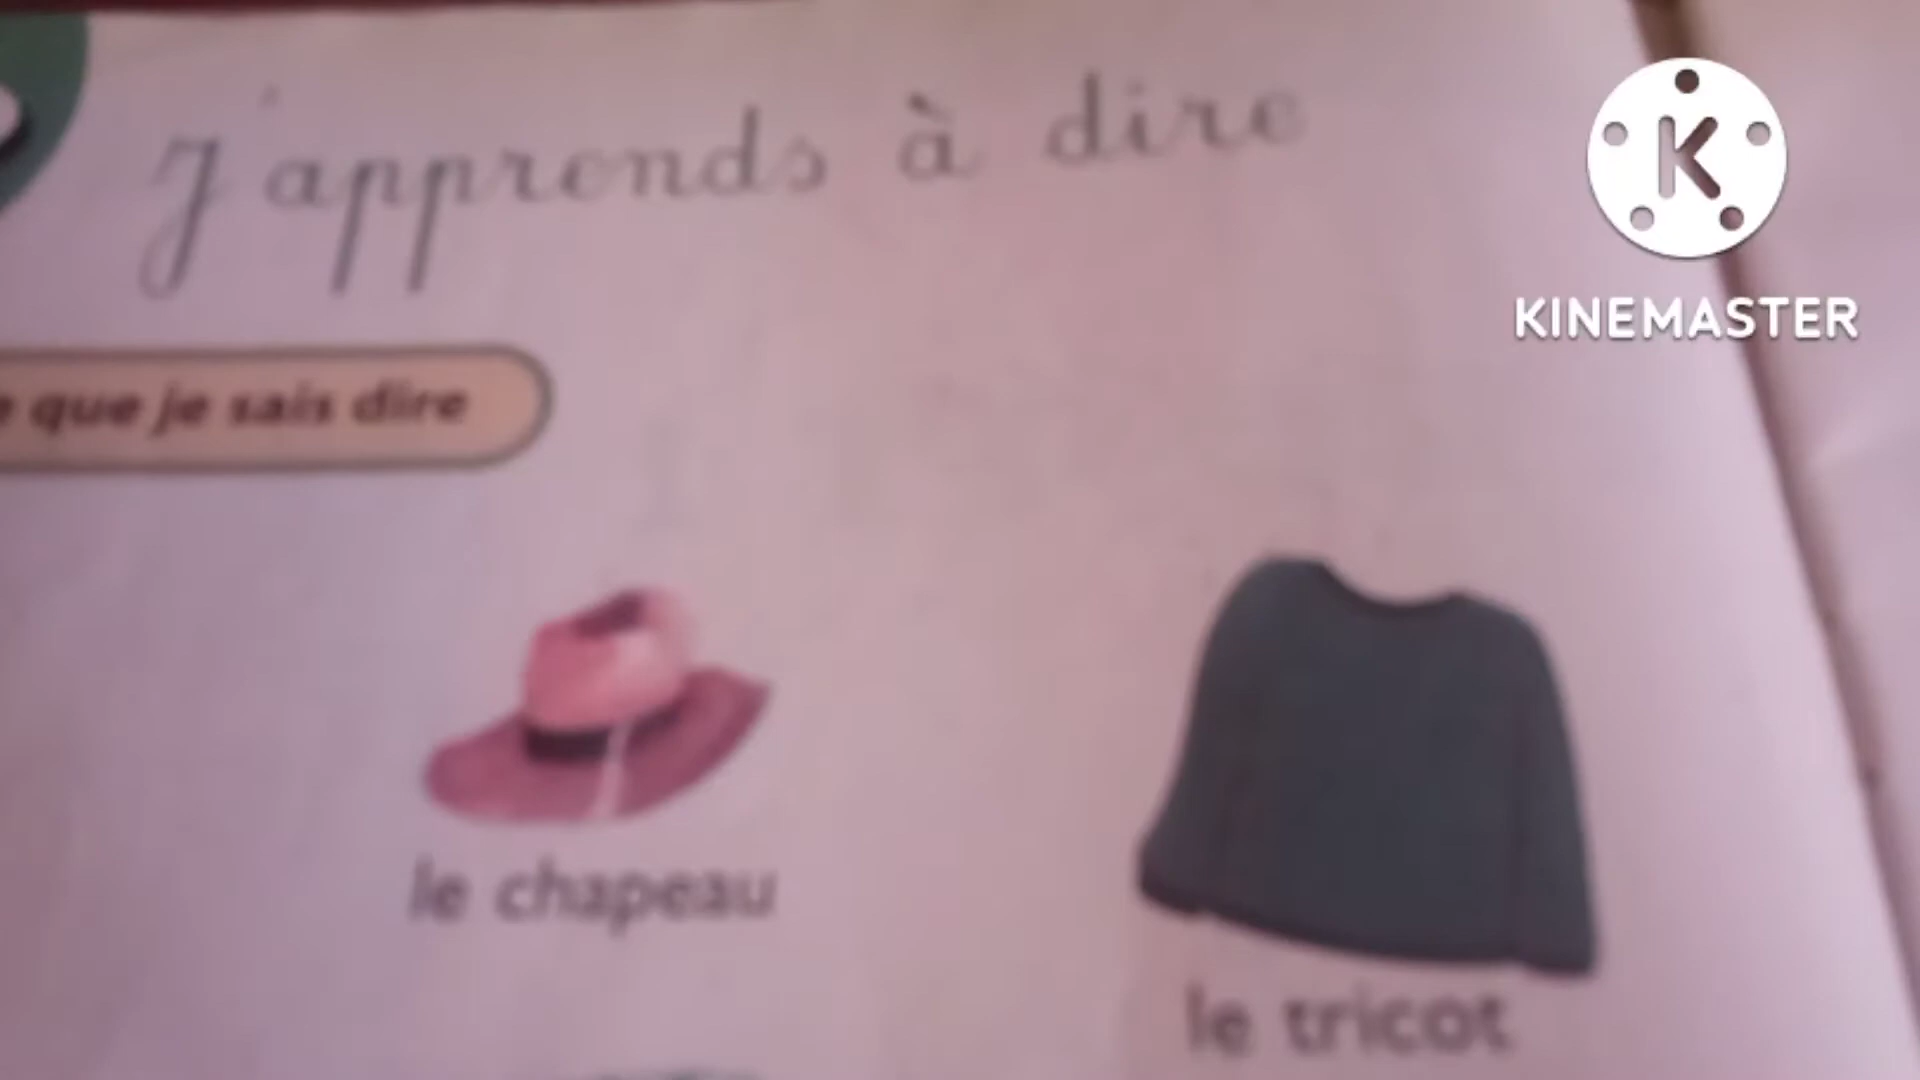 J'apprends à dire
KINEMASTER
que je sais dire
le chapeau
le tricot